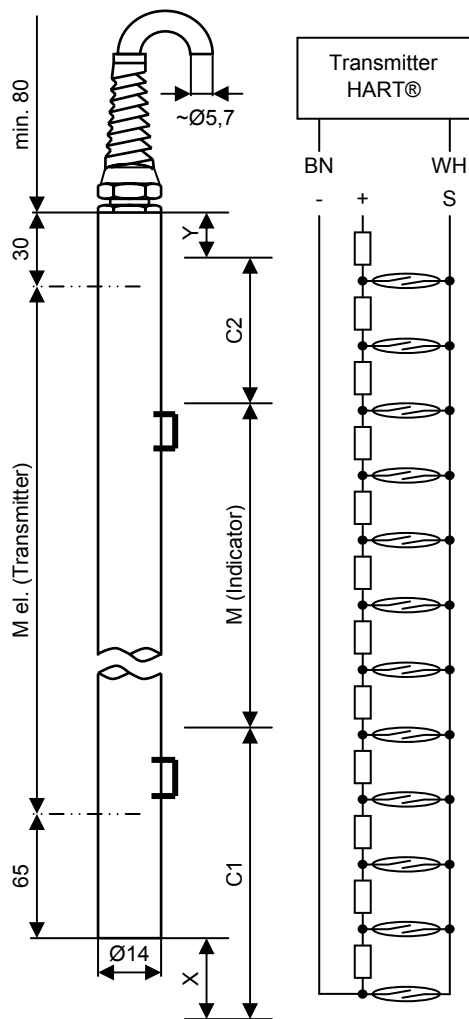 min. 80
~Ø5,7
30
Y
C2
M el. (Transmitter)
M (Indicator)
65
C1
Ø14
X
Transmitter
HART®
BN
WH
-
+
S